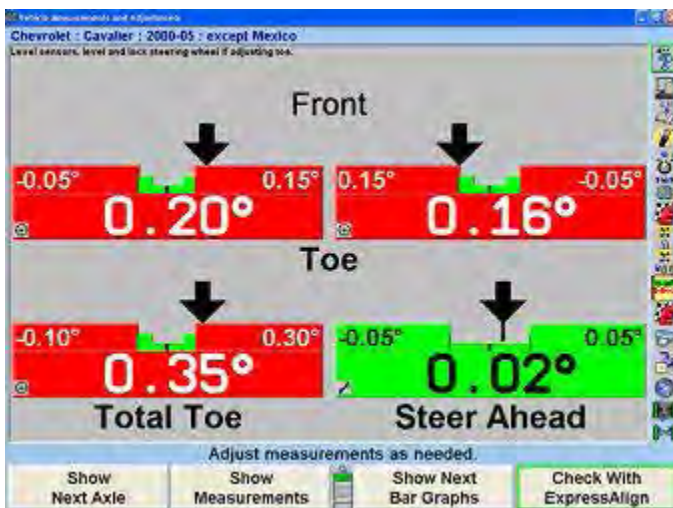 Vehicle Measurements and Adjustments
Chevrolet : Cavalier : 2000-05 : except Mexico
Level sensors, level and lock steering wheel if adjusting toe.
Front
-0.05° 0.15° 0.15° -0.05°
0.20° 0.16°
Toe
-0.10° 0.30° -0.05° 0.05°
0.35° 0.02°
Total Toe Steer Ahead
Adjust measurements as needed.
Show Show Show Next Check With
Next Axle Measurements Bar Graphs ExpressAlign